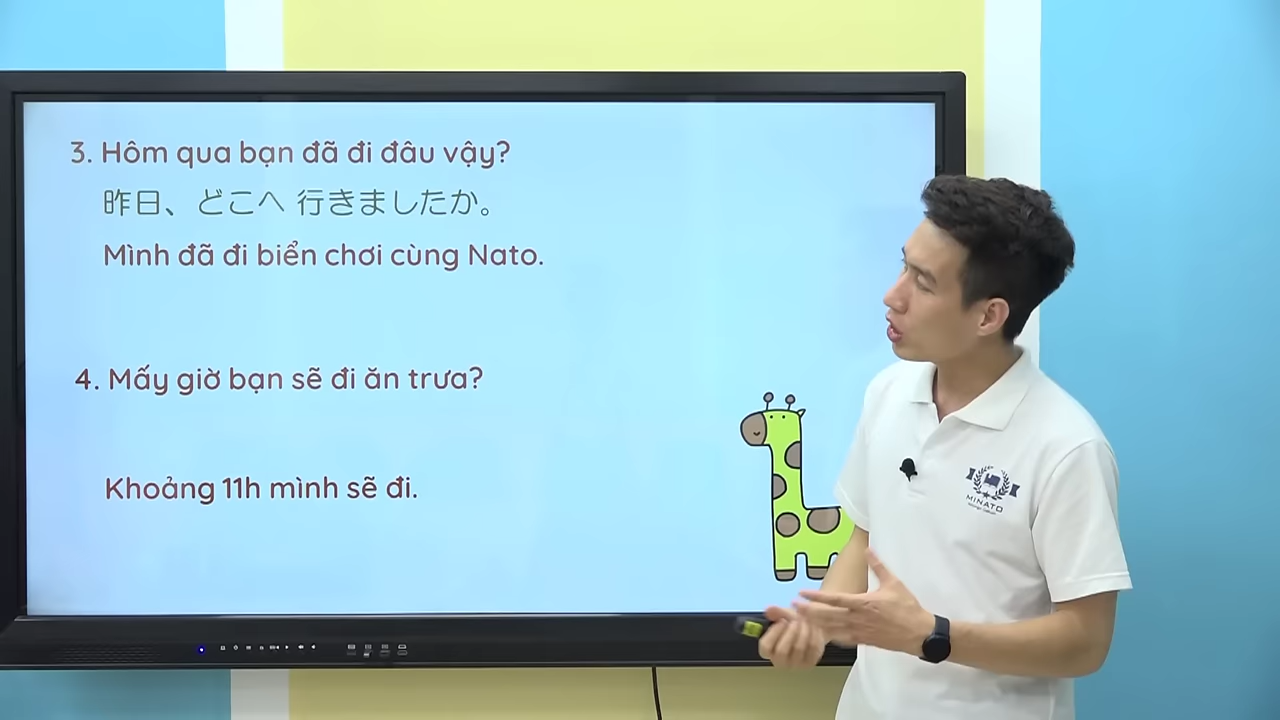 3. Hôm qua bạn đã đi đâu vậy?
昨日、どこへ 行きましたか。
Mình đã đi biển chơi cùng Nato.
4. Mấy giờ bạn sẽ đi ăn trưa?
Khoảng 11h mình sẽ đi.
MINATO